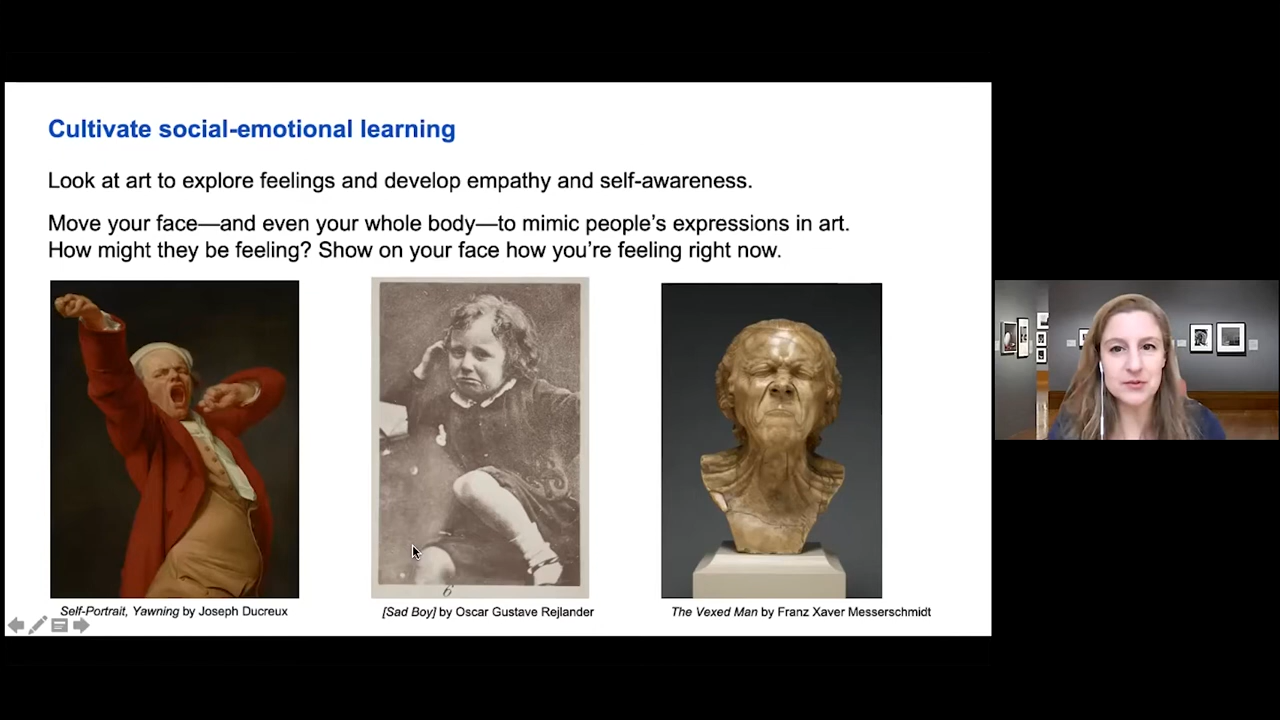 Cultivate social-emotional learning
Look at art to explore feelings and develop empathy and self-awareness.
Move your face—and even your whole body—to mimic people’s expressions in art.
How might they be feeling? Show on your face how you’re feeling right now.
6
Self-Portrait, Yawning by Joseph Ducreux
[Sad Boy] by Oscar Gustave Rejlander
The Vexed Man by Franz Xaver Messerschmidt